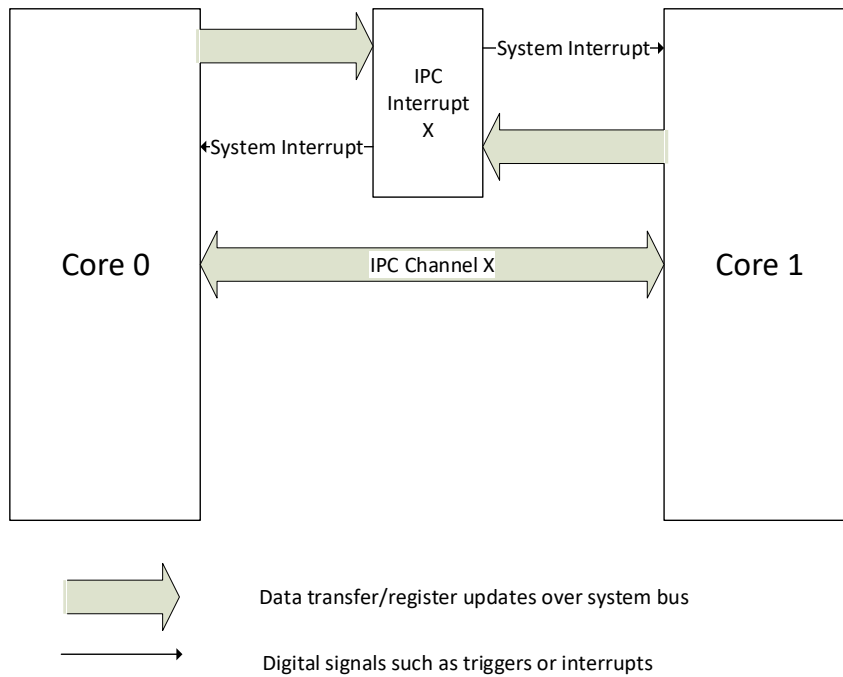 System Interrupt
IPC
Interrupt
X
System Interrupt
Core 0
IPC Channel X
Core 1
Data transfer/register updates over system bus
Digital signals such as triggers or interrupts